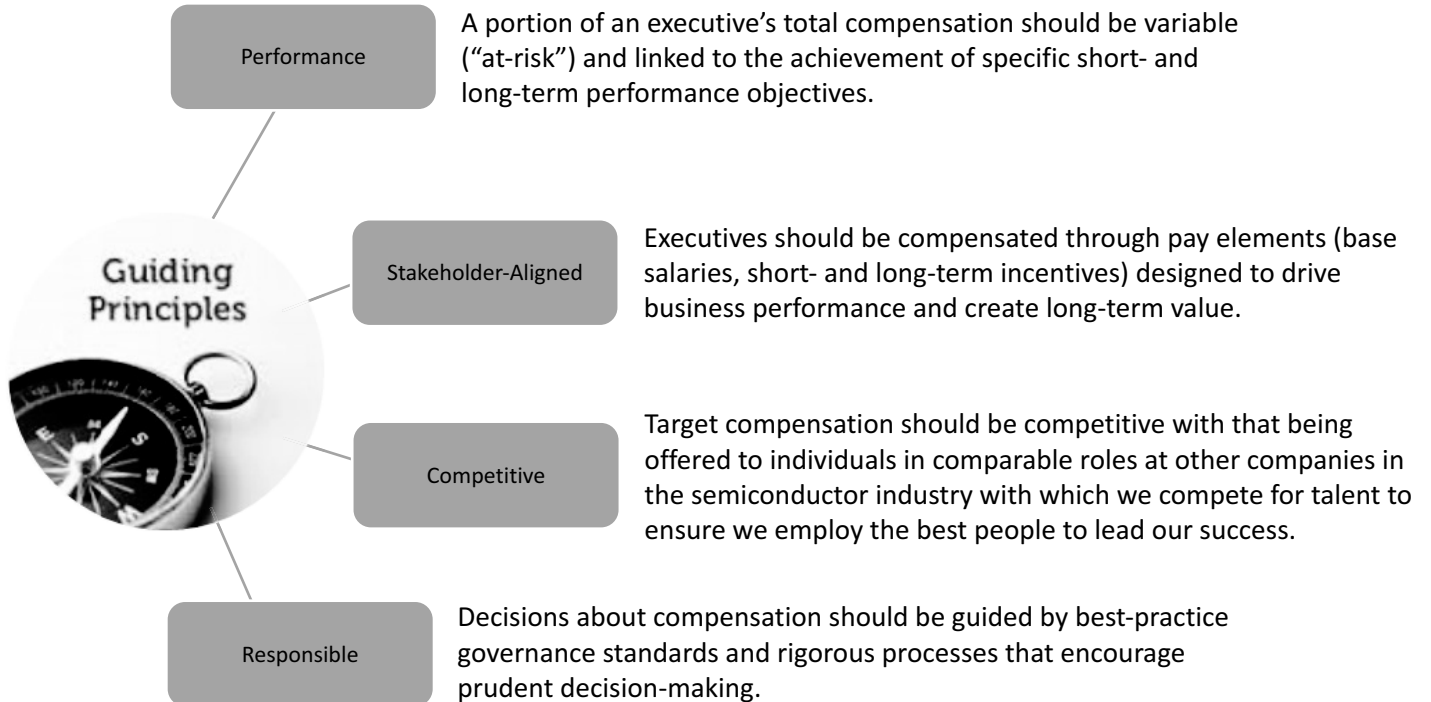 Performance
A portion of an executive’s total compensation should be variable
(“at-risk”) and linked to the achievement of specific short- and
long-term performance objectives.
Guiding
Principles
Stakeholder-Aligned
Executives should be compensated through pay elements (base
salaries, short- and long-term incentives) designed to drive
business performance and create long-term value.
Competitive
Target compensation should be competitive with that being
offered to individuals in comparable roles at other companies in
the semiconductor industry with which we compete for talent to
ensure we employ the best people to lead our success.
E
S
Responsible
Decisions about compensation should be guided by best-practice
governance standards and rigorous processes that encourage
prudent decision-making.